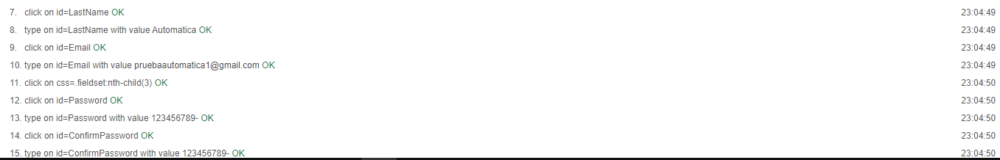 7. click on id=LastName OK 23:04:49
8. type on id=LastName with value Automatica OK 23:04:49
9. click on id=Email OK 23:04:49
10. type on id=Email with value pruebaautomatica1@gmail.com OK 23:04:49
11. click on css=.fieldset:nth-child(3) OK 23:04:50
12. click on id=Password OK 23:04:50
13. type on id=Password with value 123456789- OK 23:04:50
14. click on id=ConfirmPassword OK 23:04:50
15. type on id=ConfirmPassword with value 123456789- OK 23:04:50